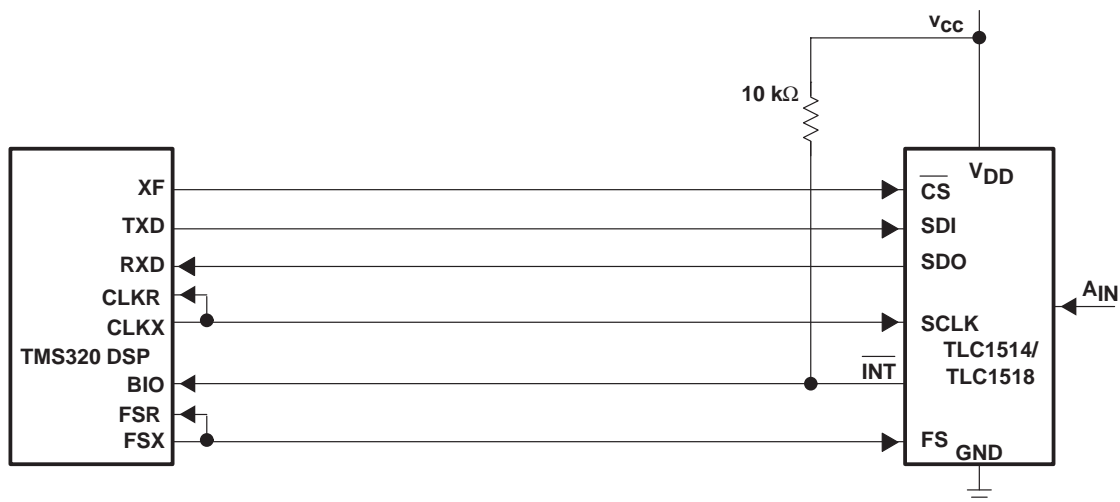 vcc
10 kΩ
VDD
XF
CS
TXD
SDI
RXD
SDO
CLKR
AIN
CLKX
SCLK
TMS320 DSP
TLC1514/
TLC1518
BIO
INT
FSR
FSX
FS
GND